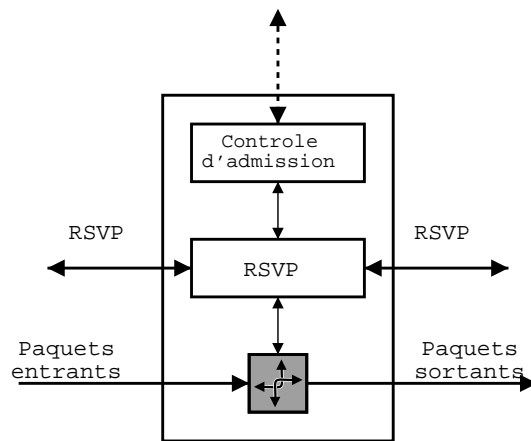 Controle
d'admission
RSVP
RSVP
RSVP
Paquets
entrants
Paquets
sortants